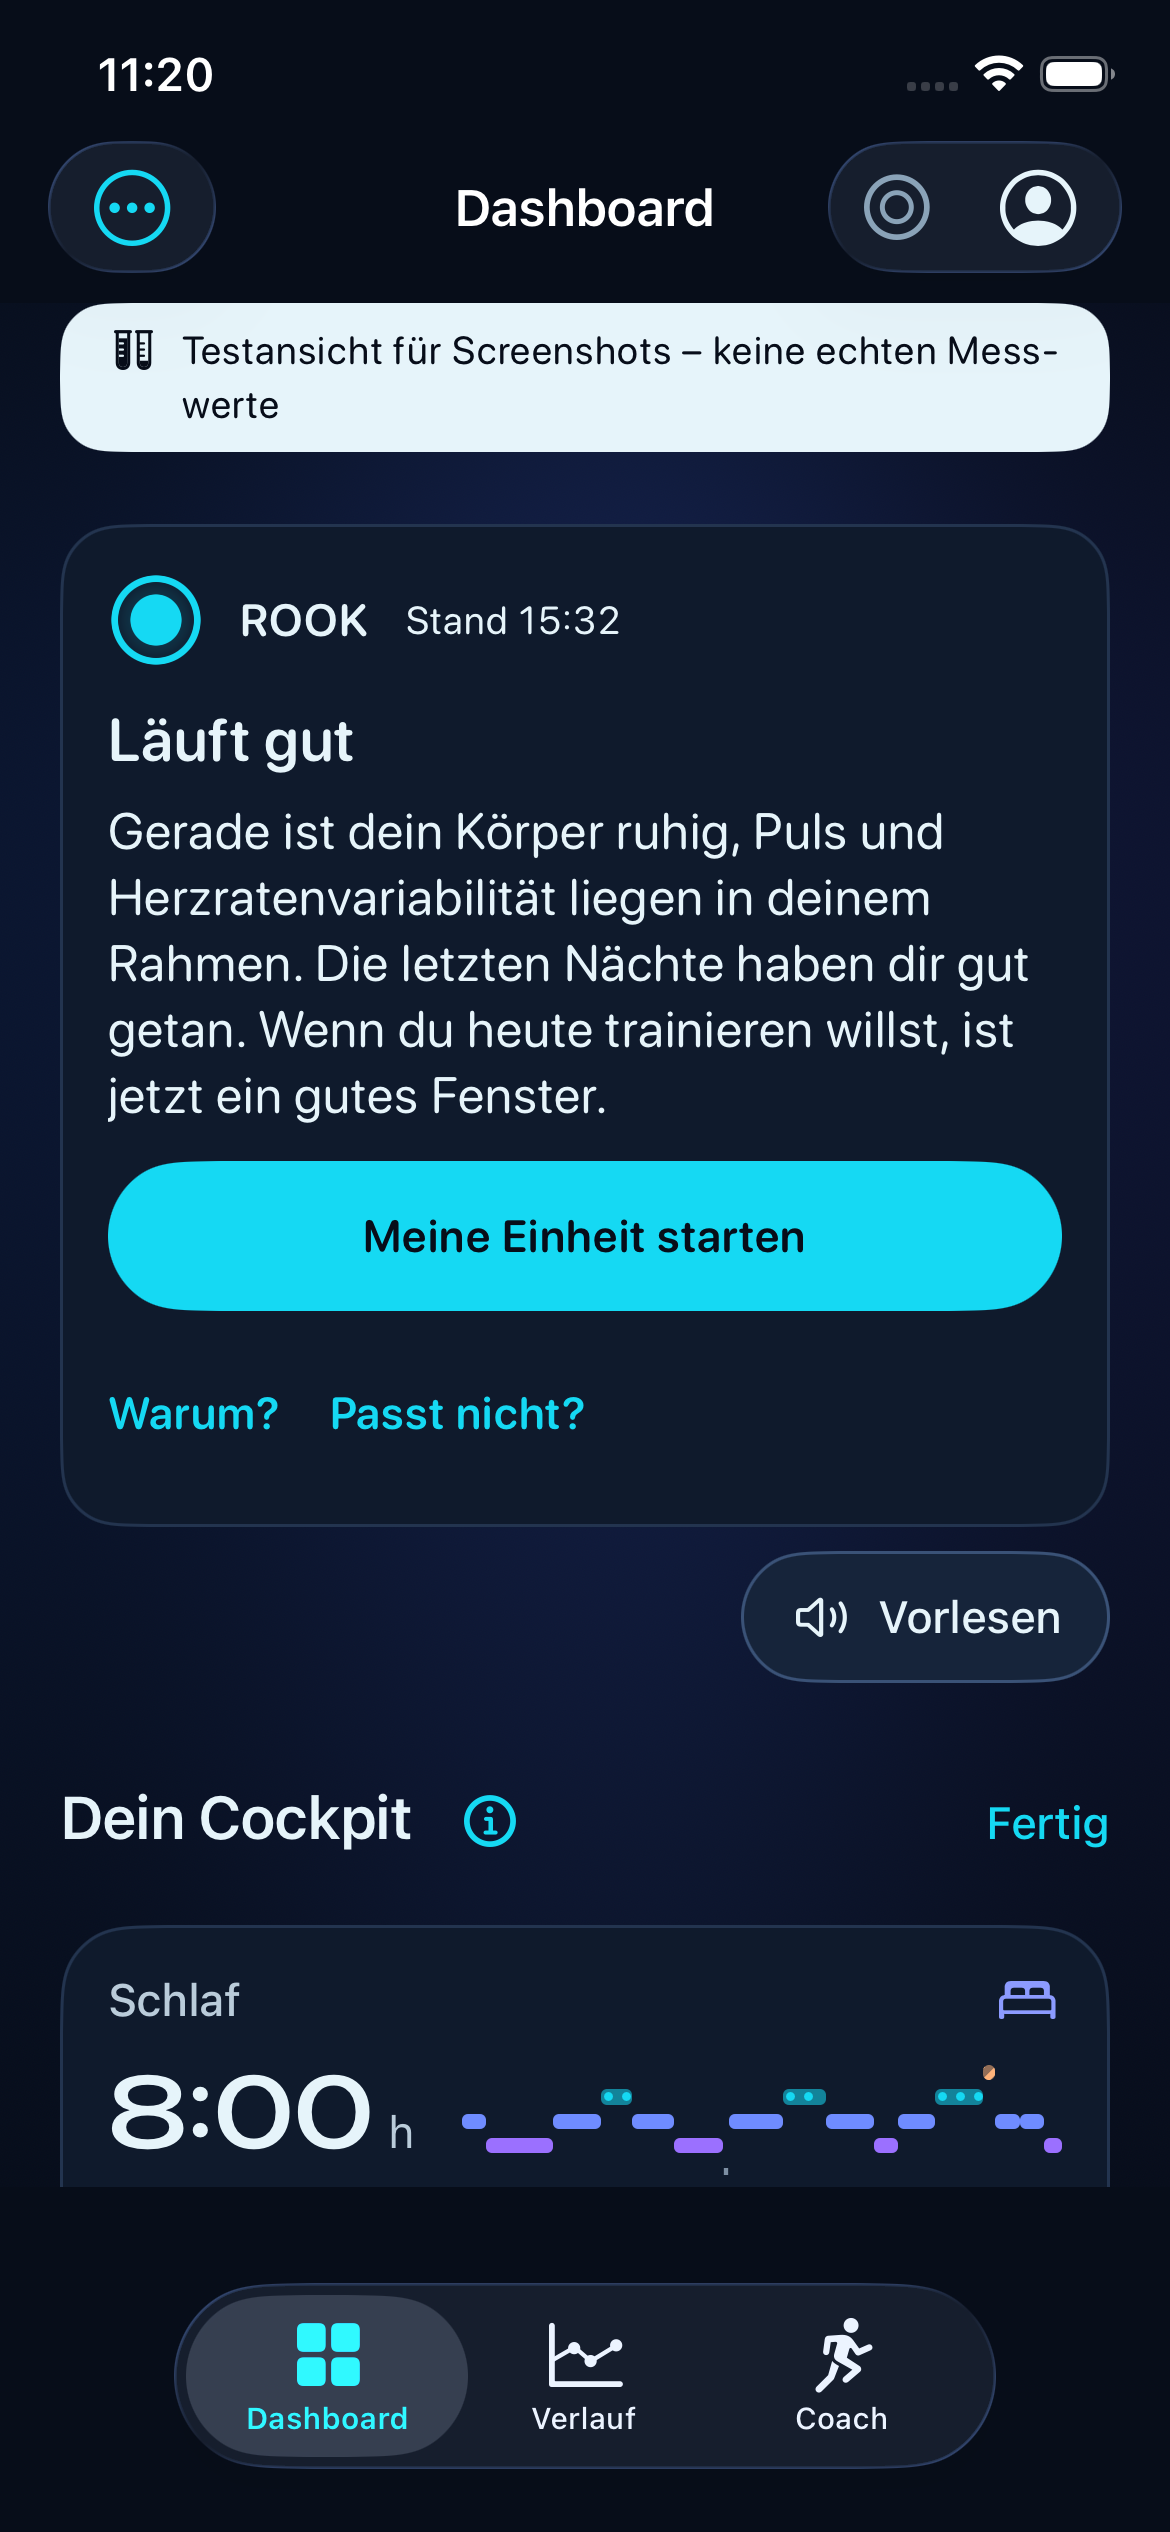 11:20
Dashboard
Testansicht für Screenshots – keine echten Mess-
werte
ROOK Stand 15:32
Läuft gut
Gerade ist dein Körper ruhig, Puls und
Herzratenvariabilität liegen in deinem
Rahmen. Die letzten Nächte haben dir gut
getan. Wenn du heute trainieren willst, ist
jetzt ein gutes Fenster.
Meine Einheit starten
Warum? Passt nicht?
Vorlesen
Dein Cockpit
Fertig
Schlaf
8:00 h
Dashboard
Verlauf
Coach